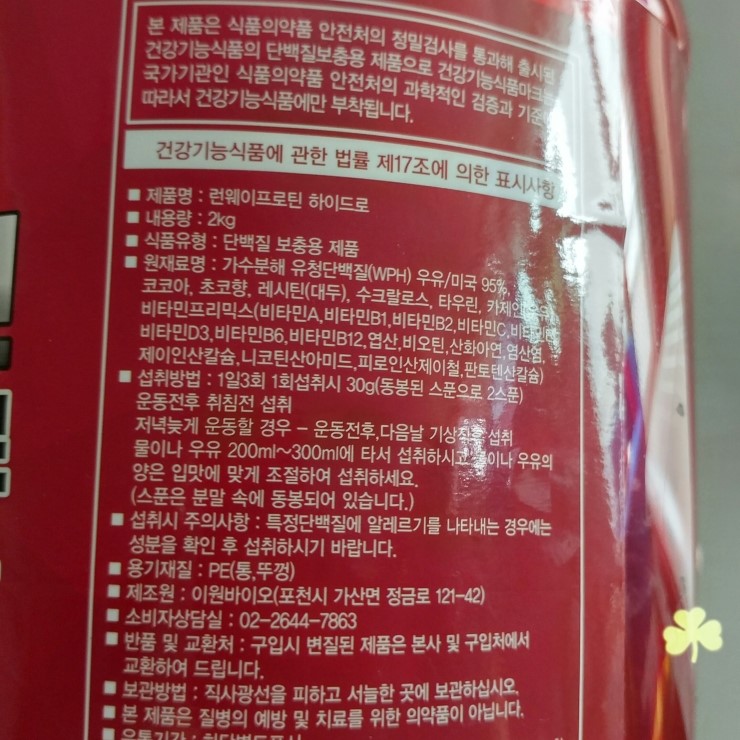 본 제품은 식품의약품 안전처의 정밀검사를 통과해 출시된
건강기능식품의 단백질보충용 제품으로 건강기능식품마크는
국가기관인 식품의약품 안전처의 과학적인 검증과 기준에
따라서 건강기능식품에만 부착됩니다.
건강기능식품에 관한 법률 제17조에 의한 표시사항
■ 제품명 : 런웨이프로틴 하이드로
■ 내용량 : 2kg
■ 식품유형 : 단백질 보충용 제품
■ 원재료명 : 가수분해 유청단백질(WPH) 우유/미국 95%,
코코아, 초코향, 레시틴(대두), 수크랄로스, 타우린,
비타민프리믹스(비타민A,비타민B1,비타민B2,비타민C,
비타민D3,비타민B6,비타민B12,엽산,비오틴,산화아연,염산염,
제이인산칼슘,니코틴산아미드,피로인산제이철,판토텐산칼슘)
■ 섭취방법 : 1일3회 1회섭취시 30g(동봉된 스푼으로 2스푼)
운동전후 취침전 섭취
저녁늦게 운동할 경우 – 운동전후,다음날 기상직후 섭취
물이나 우유 200ml~300ml에 타서 섭취하시고 물이나 우유의
양은 입맛에 맞게 조절하여 섭취하세요.
(스푼은 분말 속에 동봉되어 있습니다.)
■ 섭취시 주의사항 : 특정단백질에 알레르기를 나타내는 경우에는
성분을 확인 후 섭취하시기 바랍니다.
■ 용기재질 : PE(통,뚜껑)
■ 제조원 : 이원바이오(포천시 가산면 정금로 121-42)
■ 소비자상담실 : 02-2644-7863
■ 반품 및 교환처 : 구입시 변질된 제품은 본사 및 구입처에서
교환하여 드립니다.
■ 보관방법 : 직사광선을 피하고 서늘한 곳에 보관하십시오.
■ 본 제품은 질병의 예방 및 치료를 위한 의약품이 아닙니다.